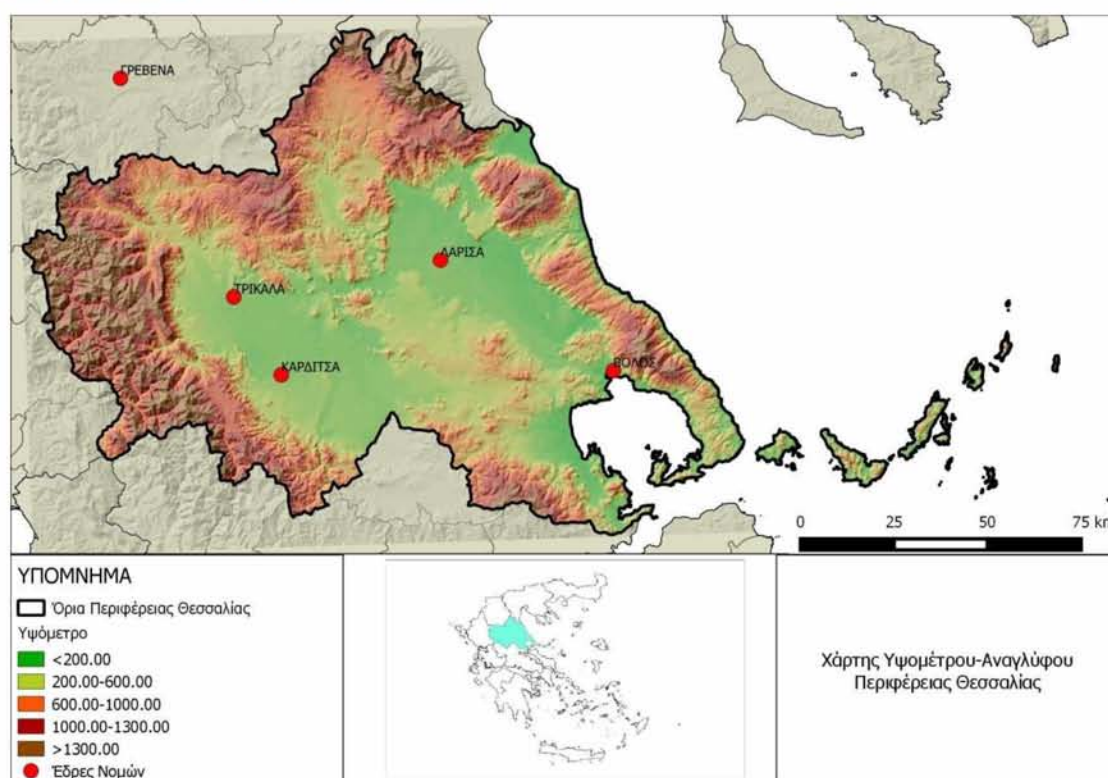 ΓΡΕΒΕΝΑ
ΛΑΡΙΣΑ
ΤΡΙΚΑΛΑ
ΚΑΡΔΙΤΣΑ
ΒΟΛΟΣ
0 25 50 75 km
ΥΠΟΜΝΗΜΑ
Όρια Περιφέρειας Θεσσαλίας
Υψόμετρο
<200.00
200.00-600.00
600.00-1000.00
1000.00-1300.00
>1300.00
Έδρες Νομών
Χάρτης Υψομέτρου-Αναγλύφου
Περιφέρειας Θεσσαλίας